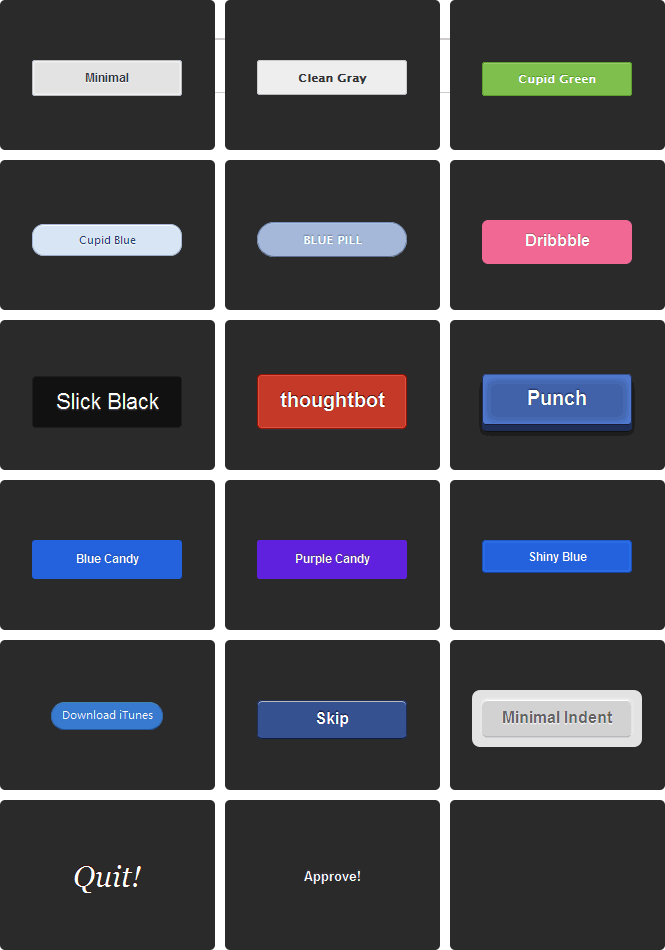 Minimal
Clean Gray
Cupid Green
Cupid Blue
BLUE PILL
Dribbble
Slick Black
thoughtbot
Punch
Blue Candy
Purple Candy
Shiny Blue
Download iTunes
Skip
Minimal Indent
Quit!
Approve!